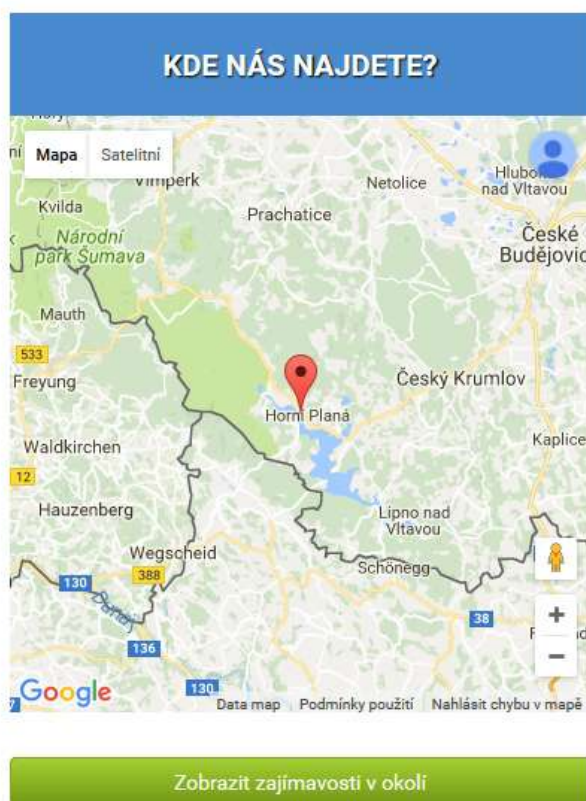 KDE NÁS NAJDETE?
Mapa
Satelitní
Vimperk
Netolice
nad Vltavou
Kvilda
Prachatice
Národní
park Šumava
České
Mauth
533
Freyung
Český Krumlov
Horní Planá
Kaplice
Waldkirchen
12
Hauzenberg
Lipno nad
Vltavou
Wegscheid
Schönegg
388
130
Dunaj
38
136
130
Google
Data map
Podmínky použití
Nahlásit chybu v mapě
Zobrazit zajímavosti v okolí